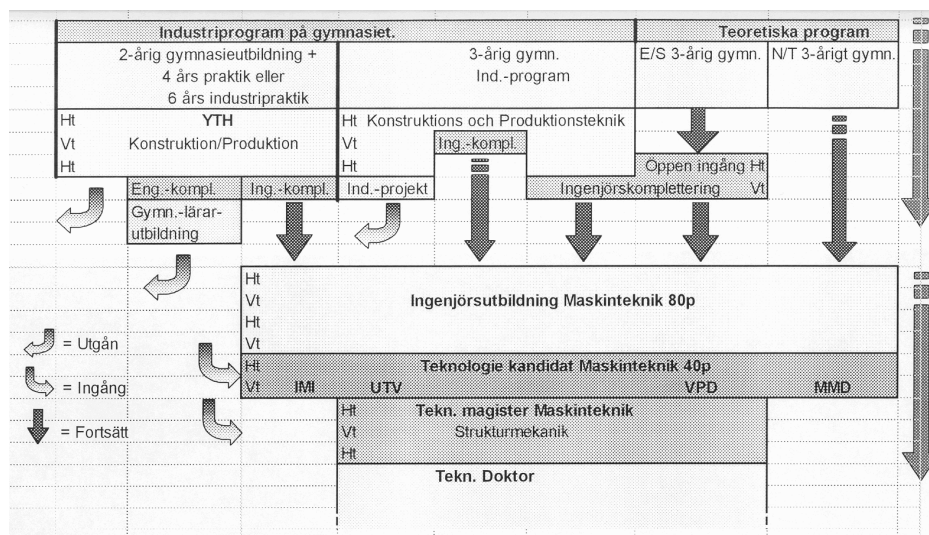 Industriprogram på gymnasiet.
Teoretiska program
2-årig gymnasieutbildning +
4 års praktik eller
6 års industripraktik
3-årig gymn.
Ind.-program
E/S 3-årig gymn.
N/T 3-årigt gymn.
Ht YTH
Vt Konstruktion/Produktion
Ht
Ht Konstruktions och Produktionsteknik
Vt Ing.-kompl.
Ht
Öppen ingång Ht
Eng.-kompl.
Ing.-kompl.
Ind.-projekt
Ingenjörskomplettering Vt
Gymn.-lärar-
utbildning
Ht
Vt Ingenjörsutbildning Maskinteknik 80p
Ht
Vt
Ht Teknologie kandidat Maskinteknik 40p
Vt IMI UTV VPD MMD
= Utgån
= Ingång
= Fortsätt
Ht Tekn. magister Maskinteknik
Vt Strukturmekanik
Ht
Tekn. Doktor